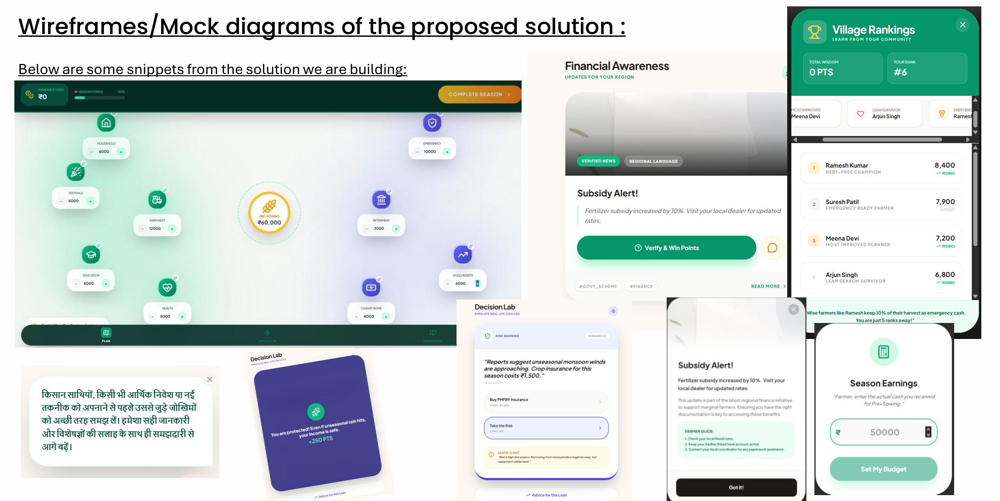 Wireframes/Mock diagrams of the proposed solution :
Below are some snippets from the solution we are building:
AVAILABLE CASH
₹0
SEASON STRESS 20%
COMPLETE SEASON
HOUSEHOLD
- 6000 +
FESTIVALS
- 5000 +
FARM NEXT
- 12000 +
EDUCATION
- 5000 +
HEALTH
- 5000 +
PRE-SOWING
₹60,000
EMERGENCY
- 10000 +
RETIREMENT
- 7000 +
GOLD/ASSETS
- 6000 +
CASH AT HOME
- 4000 +
PLAN
SIMULATOR
AWARENESS
Financial Awareness
UPDATES FOR YOUR REGION
VERIFIED NEWS
REGIONAL LANGUAGE
Subsidy Alert!
Fertilizer subsidy increased by 10%. Visit your local dealer for updated
rates.
Verify & Win Points
#GOVT_SCHEME
#FINANCE
READ MORE
Village Rankings
LEARN FROM YOUR COMMUNITY
TOTAL WISDOM
0 PTS
YOUR RANK
#6
MOST IMPROVED
Meena Devi
LEAN SURVIVOR
Arjun Singh
DEBT HERO
Ramesh
1 Ramesh Kumar 8,400
DEBT-FREE CHAMPION RISING
2 Suresh Patil 7,900
EMERGENCY READY FARMER STEADY
3 Meena Devi 7,200
MOST IMPROVED PLANNER RISING
4 Arjun Singh 6,800
LEAN SEASON SURVIVOR RISING
Wise farmers like Ramesh keep 10% of their harvest as emergency cash.
You are just 5 ranks away!"
किसान साथियों, किसी भी आर्थिक निवेश या नई
तकनीक को अपनाने से पहले उससे जुड़े जोखिमों
को अच्छी तरह समझ लें। हमेशा सही जानकारी
और विशेषज्ञों की सलाह के साथ ही समझदारी से
आगे बढ़ें।
Decision Lab
SIMULATE REAL LIFE CHOICES
You are protected! Even if unseasonal rain hits,
your income is safe.
+250 PTS
Advice for this Loan
Decision Lab
SIMULATE REAL LIFE CHOICES
RISK WARNING
SCENARIO 2/3
"Reports suggest unseasonal monsoon winds
are approaching. Crop insurance for this
season costs ₹1,500."
Buy PMFBY Insurance
COST: ₹1,500
Take the Risk
COST: ₹0
SAATHI'S HINT
"Risk is high this season. Borrowing from moneylenders might be easy, but
repayment will be hard."
Advice for this Loan
Subsidy Alert!
Fertilizer subsidy increased by 10%. Visit your
local dealer for updated rates.
This update is part of the latest regional finance initiative
to support marginal farmers. Ensuring you have the right
documentation is key to accessing these benefits.
FARMER GUIDE:
1. Check your local Mandi rates.
2. Keep your Aadhar linked bank account active.
3. Contact your local coordinator for any paperwork assistance.
Got it!
Season Earnings
"Farmer, enter the actual cash you received
for Pre-Sowing."
₹ 50000
Set My Budget